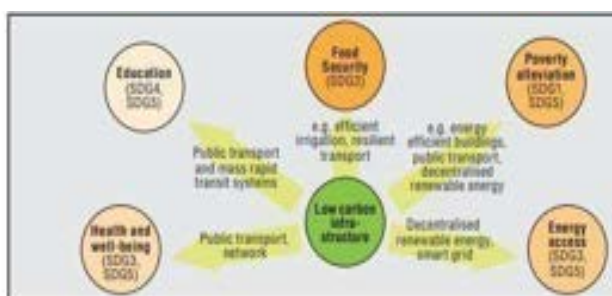 Education
(SDG4,
SDG5)
Food
Security
(SDG2)
Poverty
alleviation
(SDG1,
SDG5)
e.g. efficient
irrigation, resilient
transport
e.g. energy
efficient buildings,
public transport,
decentralised
renewable energy
Public transport
and mass rapid
transit systems
Health and
well-being
(SDG3,
SDG5)
Public transport,
network
Low carbon
infra-
structure
Decentralised
renewable energy,
smart grid
Energy
access
(SDG3,
SDG5)